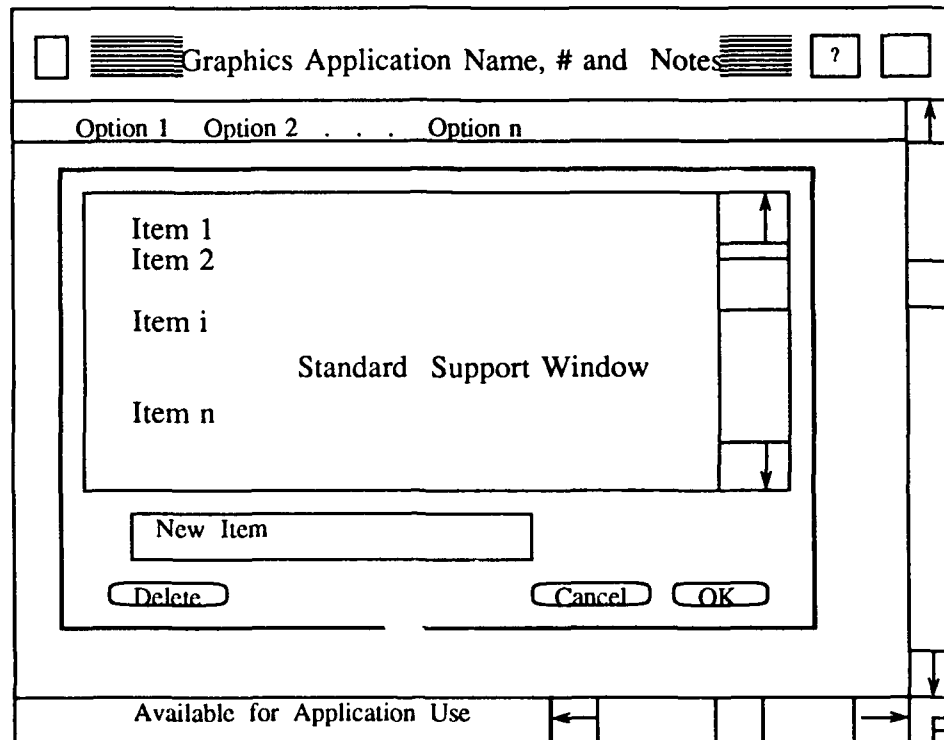 Graphics Application Name, # and Notes ?
Option 1 Option 2 . . . Option n
Item 1
Item 2
Item i
Standard Support Window
Item n
New Item
Delete Cancel OK
Available for Application Use